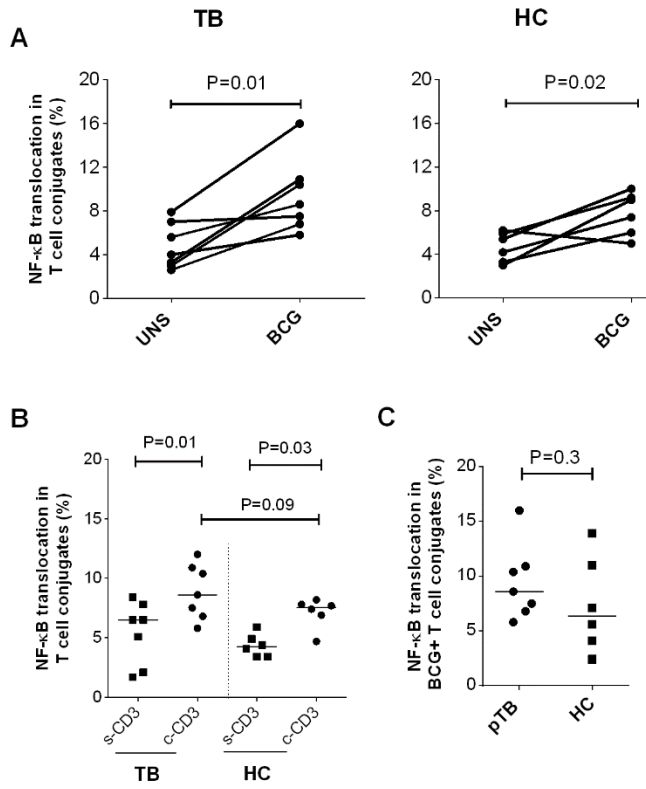 TB
HC
A
P=0.01
P=0.02
NF-κB translocation in
T cell conjugates (%)
20
16
12
8
4
0
UNS
BCG
20
16
12
8
4
0
UNS
BCG
B
P=0.01
P=0.03
P=0.09
NF-κB translocation in
T cell conjugates (%)
20
15
10
5
0
s-CD3
c-CD3
s-CD3
c-CD3
TB
HC
C
P=0.3
NF-κB translocation in
BCG+ T cell conjugates (%)
20
15
10
5
0
pTB
HC